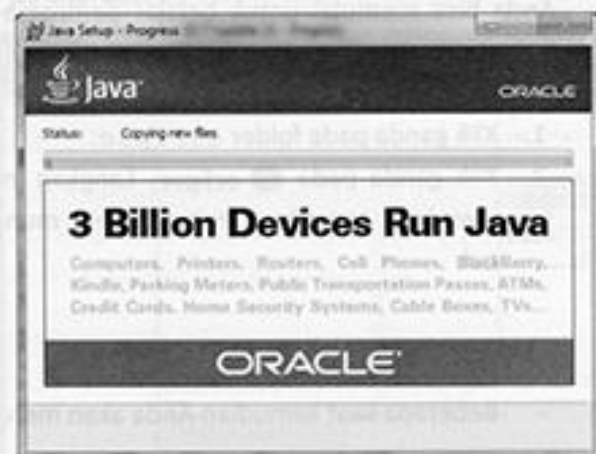 Java Setup - Progress
Java
ORACLE
Status: Copying new files
3 Billion Devices Run Java
Computers, Printers, Routers, Cell Phones, BlackBerry,
Kindle, Parking Meters, Public Transportation Passes, ATMs,
Credit Cards, Home Security Systems, Cable Boxes, TVs...
ORACLE